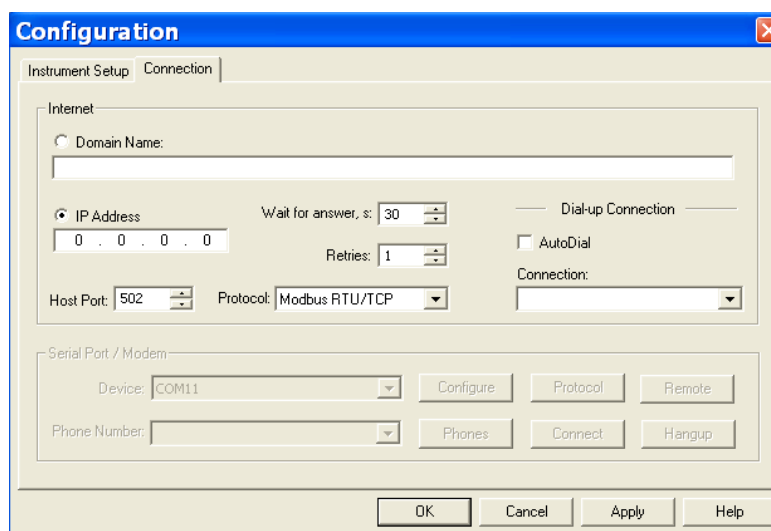 Configuration
Instrument Setup Connection
Internet
Domain Name:
IP Address Wait for answer, s: 30 Dial-up Connection
0 . 0 . 0 . 0 AutoDial
Retries: 1
Connection:
Host Port: 502 Protocol: Modbus RTU/TCP
Serial Port / Modem
Device: COM11 Configure Protocol Remote
Phone Number: Phones Connect Hangup
OK Cancel Apply Help